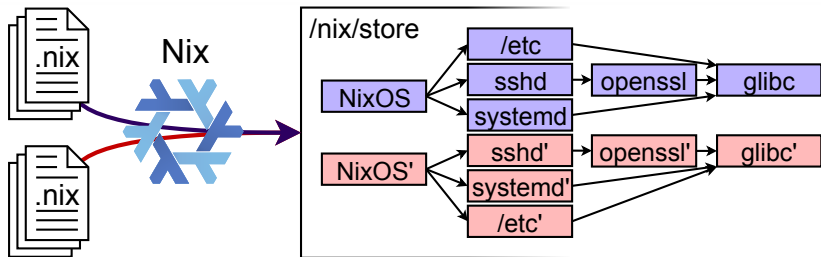 .nix
Nix
/nix/store
/etc
sshd
openssl
glibc
NixOS
systemd
.nix
sshd'
openssl'
glibc'
NixOS'
systemd'
/etc'